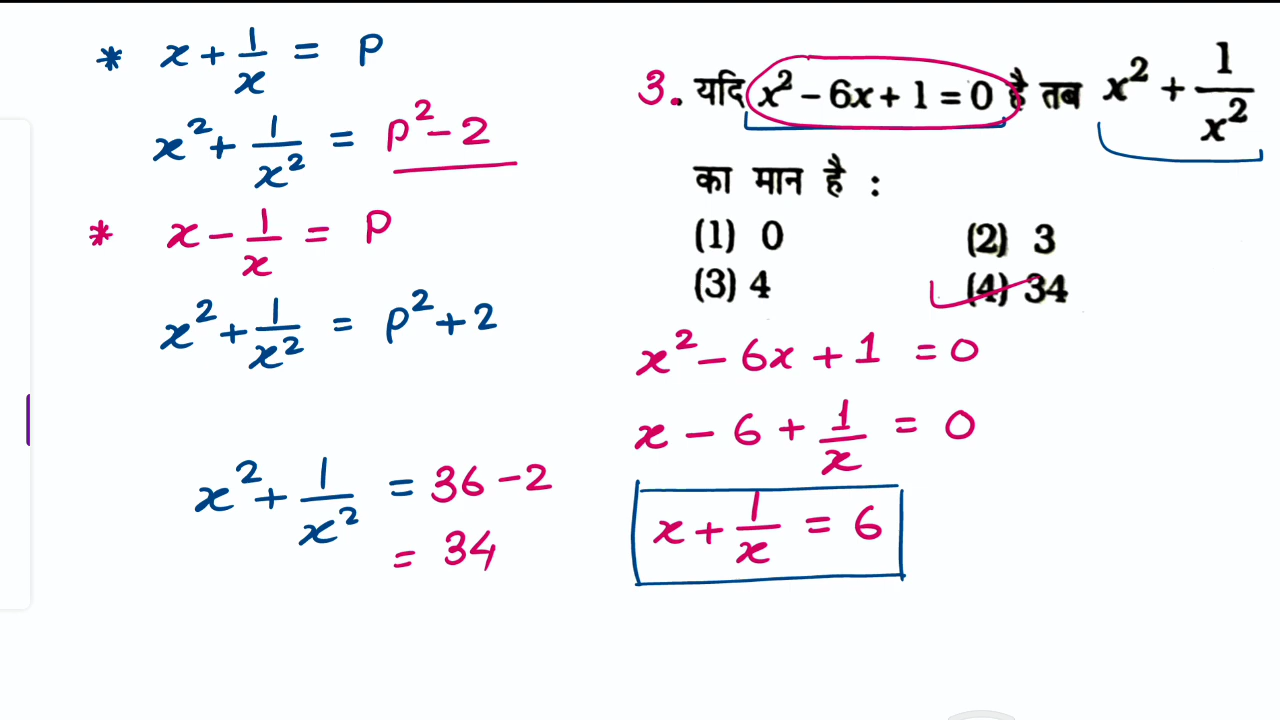 * x + 1/x = P
x² + 1/x² = P² - 2
* x - 1/x = P
x² + 1/x² = P² + 2
x² + 1/x² = 36 - 2
= 34
3. यदि x² - 6x + 1 = 0 है तब x² + 1/x²
का मान है :
(1) 0 (2) 3
(3) 4 (4) 34
x² - 6x + 1 = 0
x - 6 + 1/x = 0
x + 1/x = 6